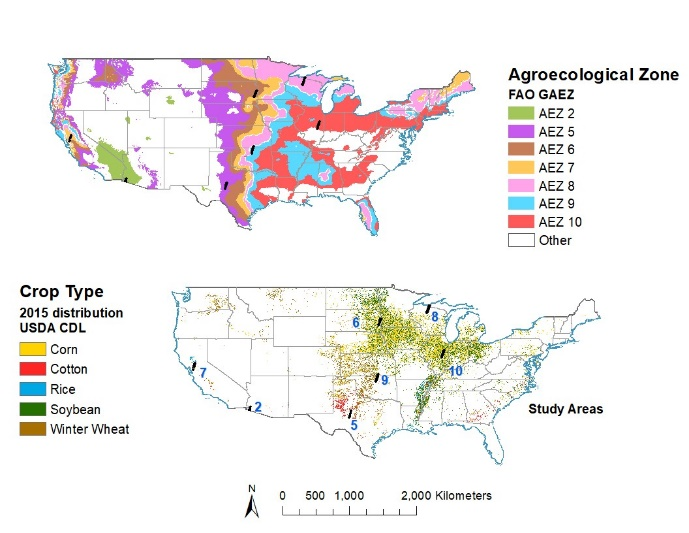 Agroecological Zone
FAO GAEZ
AEZ 2
AEZ 5
AEZ 6
AEZ 7
AEZ 8
AEZ 9
AEZ 10
Other
Crop Type
2015 distribution
USDA CDL
Corn
Cotton
Rice
Soybean
Winter Wheat
6
8
7
9
10
2
5
Study Areas
N
0 500 1,000 2,000 Kilometers